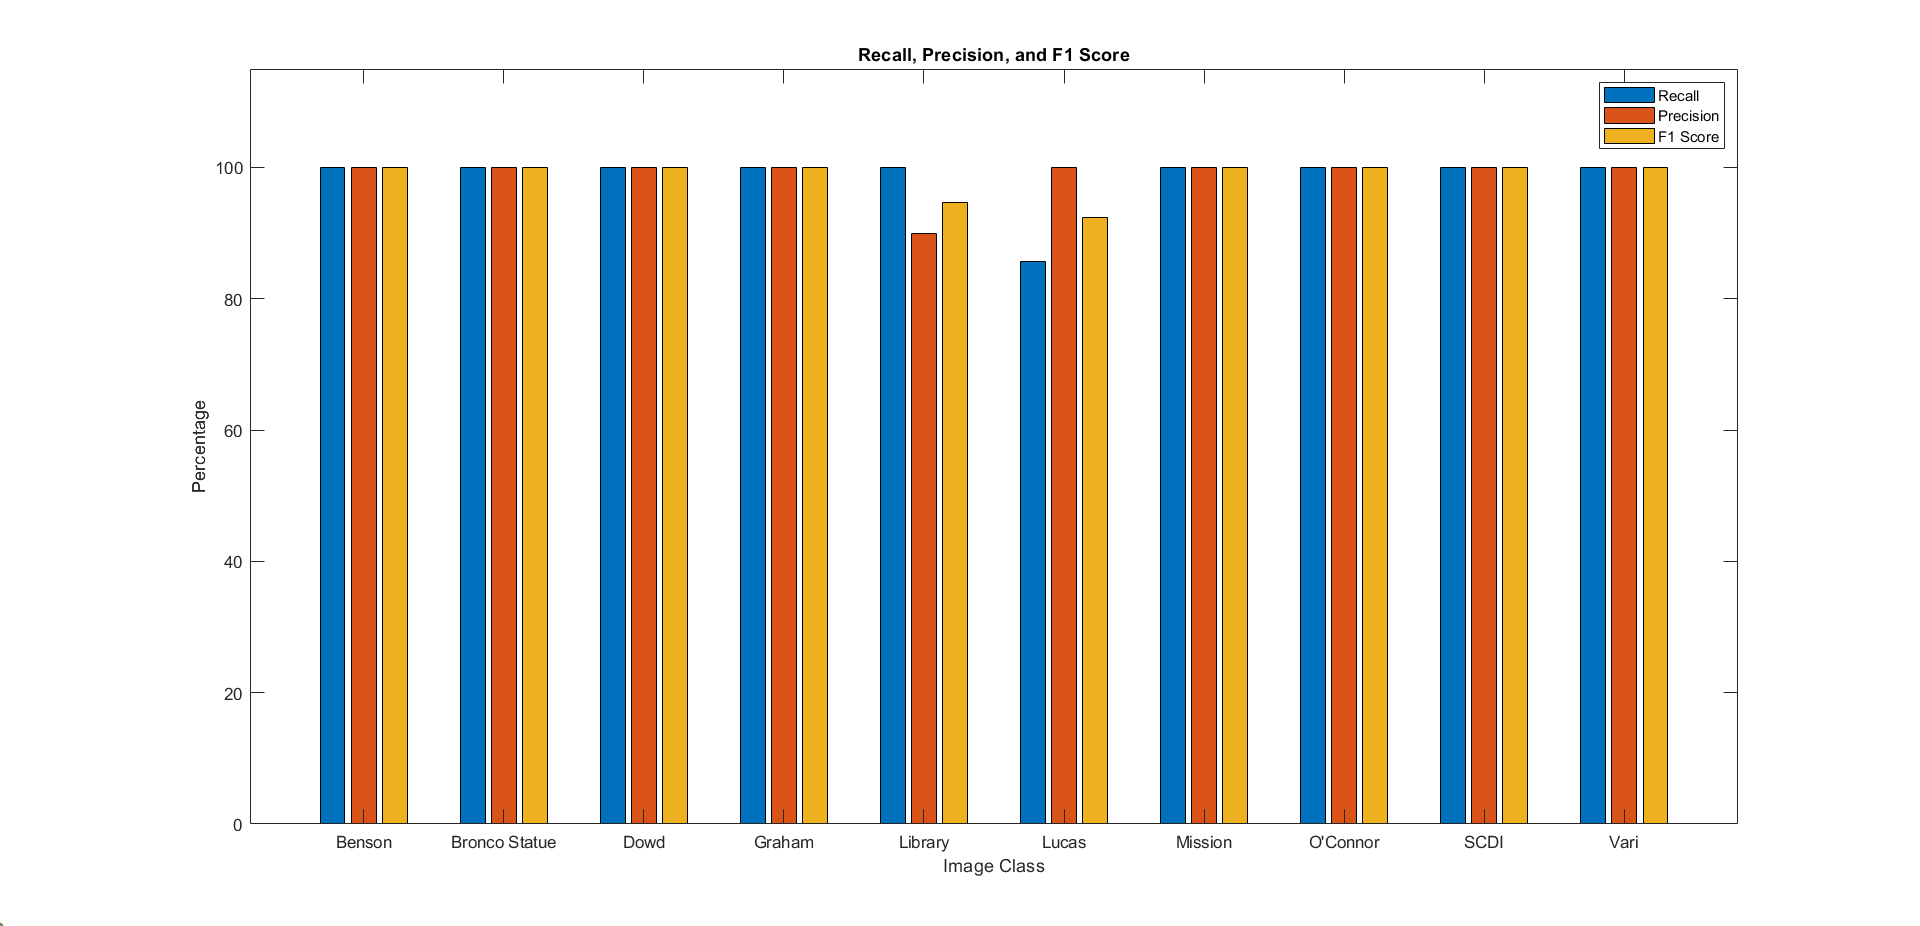 Recall, Precision, and F1 Score
Recall
Precision
F1 Score
100
80
60
40
20
0
Percentage
Benson Bronco Statue Dowd Graham Library Lucas Mission O'Connor SCDI Vari
Image Class